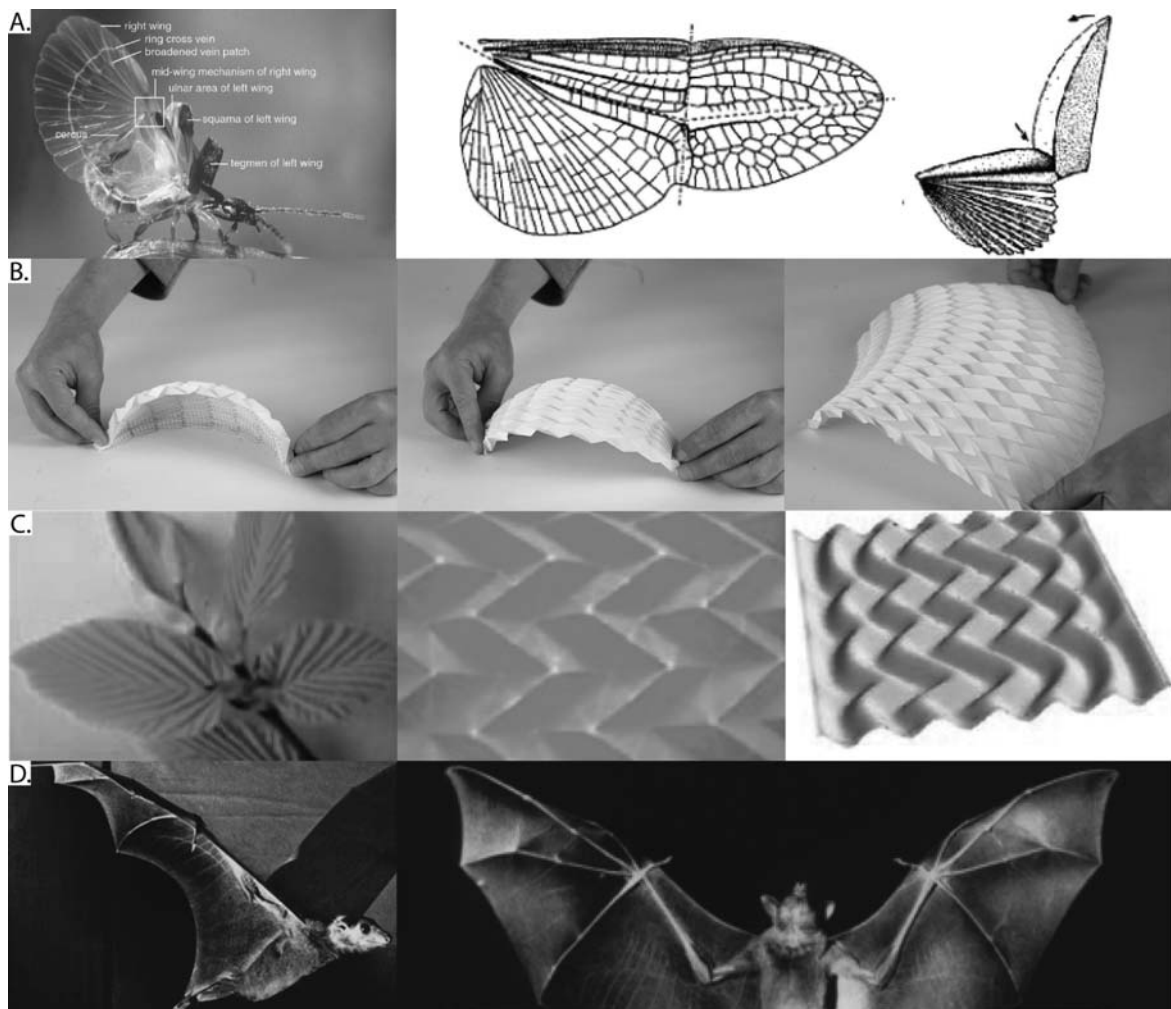 A.
right wing
ring cross vein
broadened vein patch
mid-wing mechanism of right wing
ulnar area of left wing
squama of left wing
cercus
tegmen of left wing
B.
C.
D.